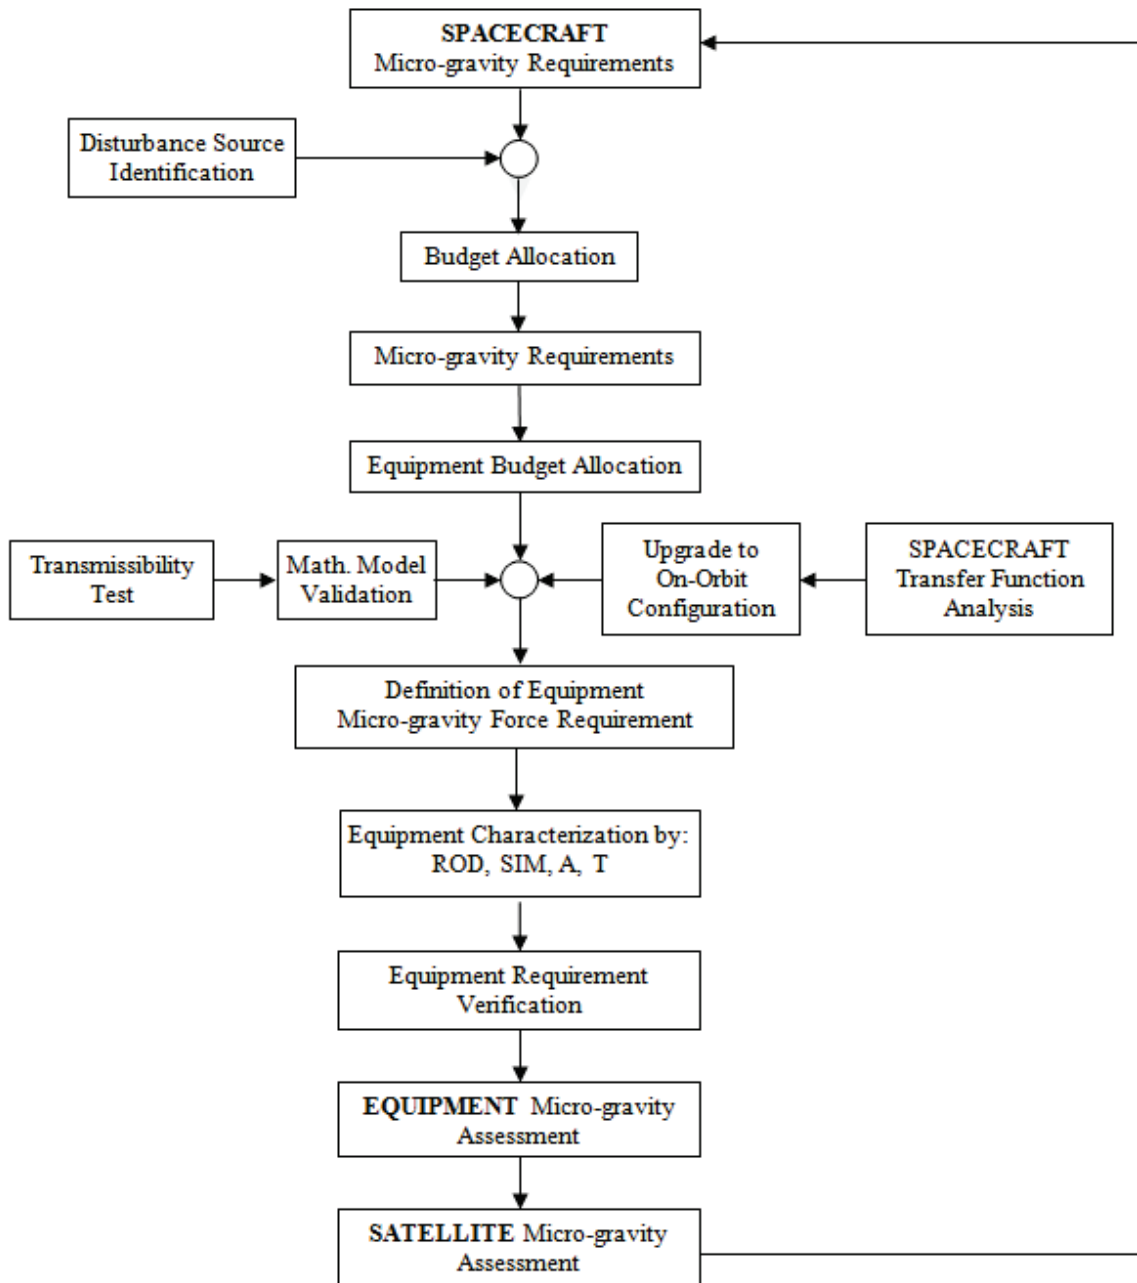 SPACECRAFT
Micro-gravity Requirements
Disturbance Source
Identification
Budget Allocation
Micro-gravity Requirements
Equipment Budget Allocation
Transmissibility
Test
Math. Model
Validation
Upgrade to
On-Orbit
Configuration
SPACECRAFT
Transfer Function
Analysis
Definition of Equipment
Micro-gravity Force Requirement
Equipment Characterization by:
ROD, SIM, A, T
Equipment Requirement
Verification
EQUIPMENT Micro-gravity
Assessment
SATELLITE Micro-gravity
Assessment